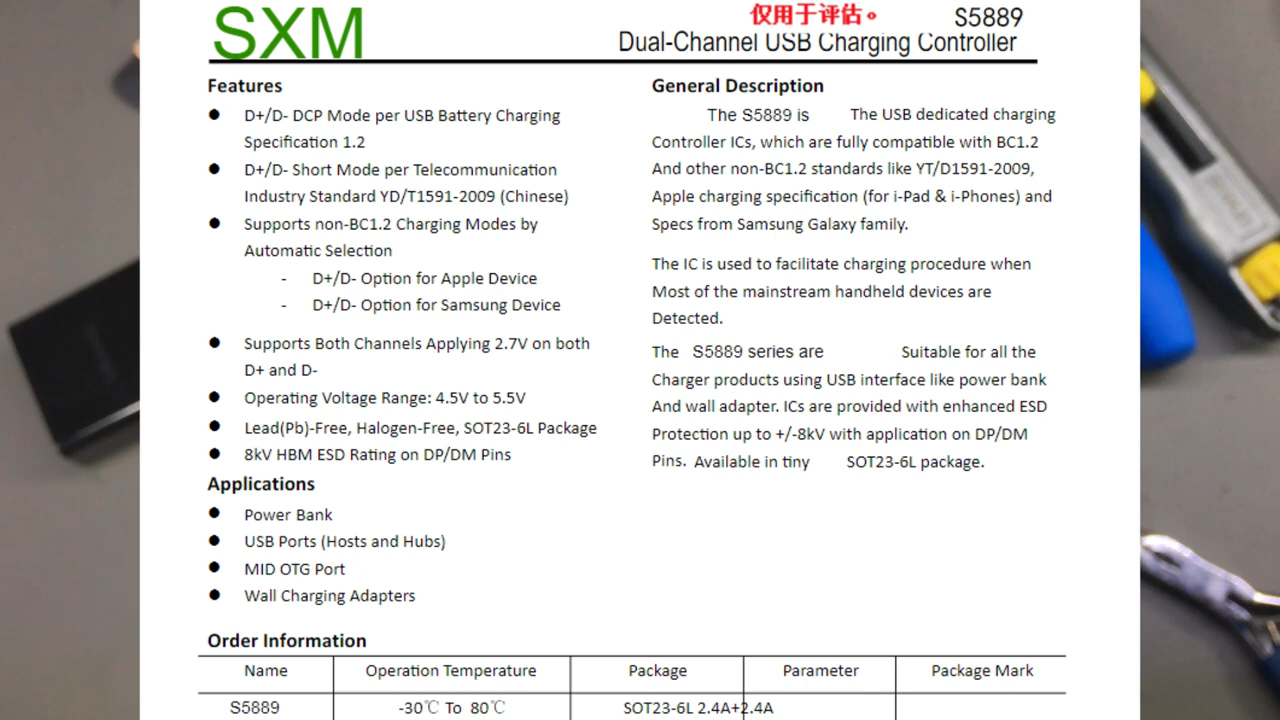 SXM
仅用于评估。
S5889
Dual-Channel USB Charging Controller
Features
● D+/D- DCP Mode per USB Battery Charging
Specification 1.2
● D+/D- Short Mode per Telecommunication
Industry Standard YD/T1591-2009 (Chinese)
● Supports non-BC1.2 Charging Modes by
Automatic Selection
- D+/D- Option for Apple Device
- D+/D- Option for Samsung Device
● Supports Both Channels Applying 2.7V on both
D+ and D-
● Operating Voltage Range: 4.5V to 5.5V
● Lead(Pb)-Free, Halogen-Free, SOT23-6L Package
● 8kV HBM ESD Rating on DP/DM Pins
Applications
● Power Bank
● USB Ports (Hosts and Hubs)
● MID OTG Port
● Wall Charging Adapters
General Description
The S5889 is The USB dedicated charging
Controller ICs, which are fully compatible with BC1.2
And other non-BC1.2 standards like YT/D1591-2009,
Apple charging specification (for i-Pad & i-Phones) and
Specs from Samsung Galaxy family.
The IC is used to facilitate charging procedure when
Most of the mainstream handheld devices are
Detected.
The S5889 series are Suitable for all the
Charger products using USB interface like power bank
And wall adapter. ICs are provided with enhanced ESD
Protection up to +/-8kV with application on DP/DM
Pins. Available in tiny SOT23-6L package.
Order Information
Name Operation Temperature Package Parameter Package Mark
S5889 -30℃ To 80℃ SOT23-6L 2.4A+2.4A